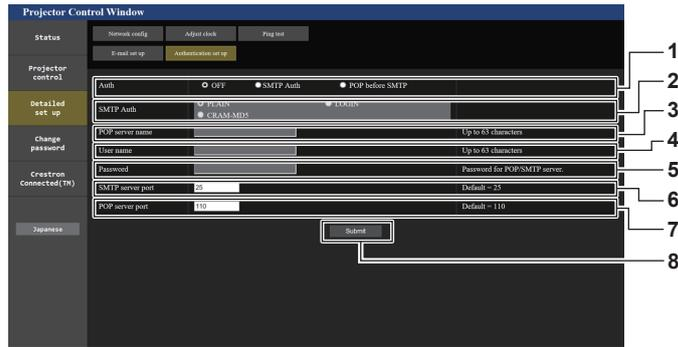 Projector Control Window
Status
Network config
Adjust clock
Ping test
E-mail set up
Authentication set up
Projector
control
Auth
OFF
SMTP Auth
POP before SMTP
1
Detailed
set up
SMTP Auth
PLAIN
LOGIN
CRAM-MD5
2
POP server name
Up to 63 characters
3
Change
password
User name
Up to 63 characters
4
Password
Password for POP/SMTP server.
5
Crestron
Connected(TM)
SMTP server port
25
Default = 25
6
POP server port
110
Default = 110
7
Japanese
Submit
8